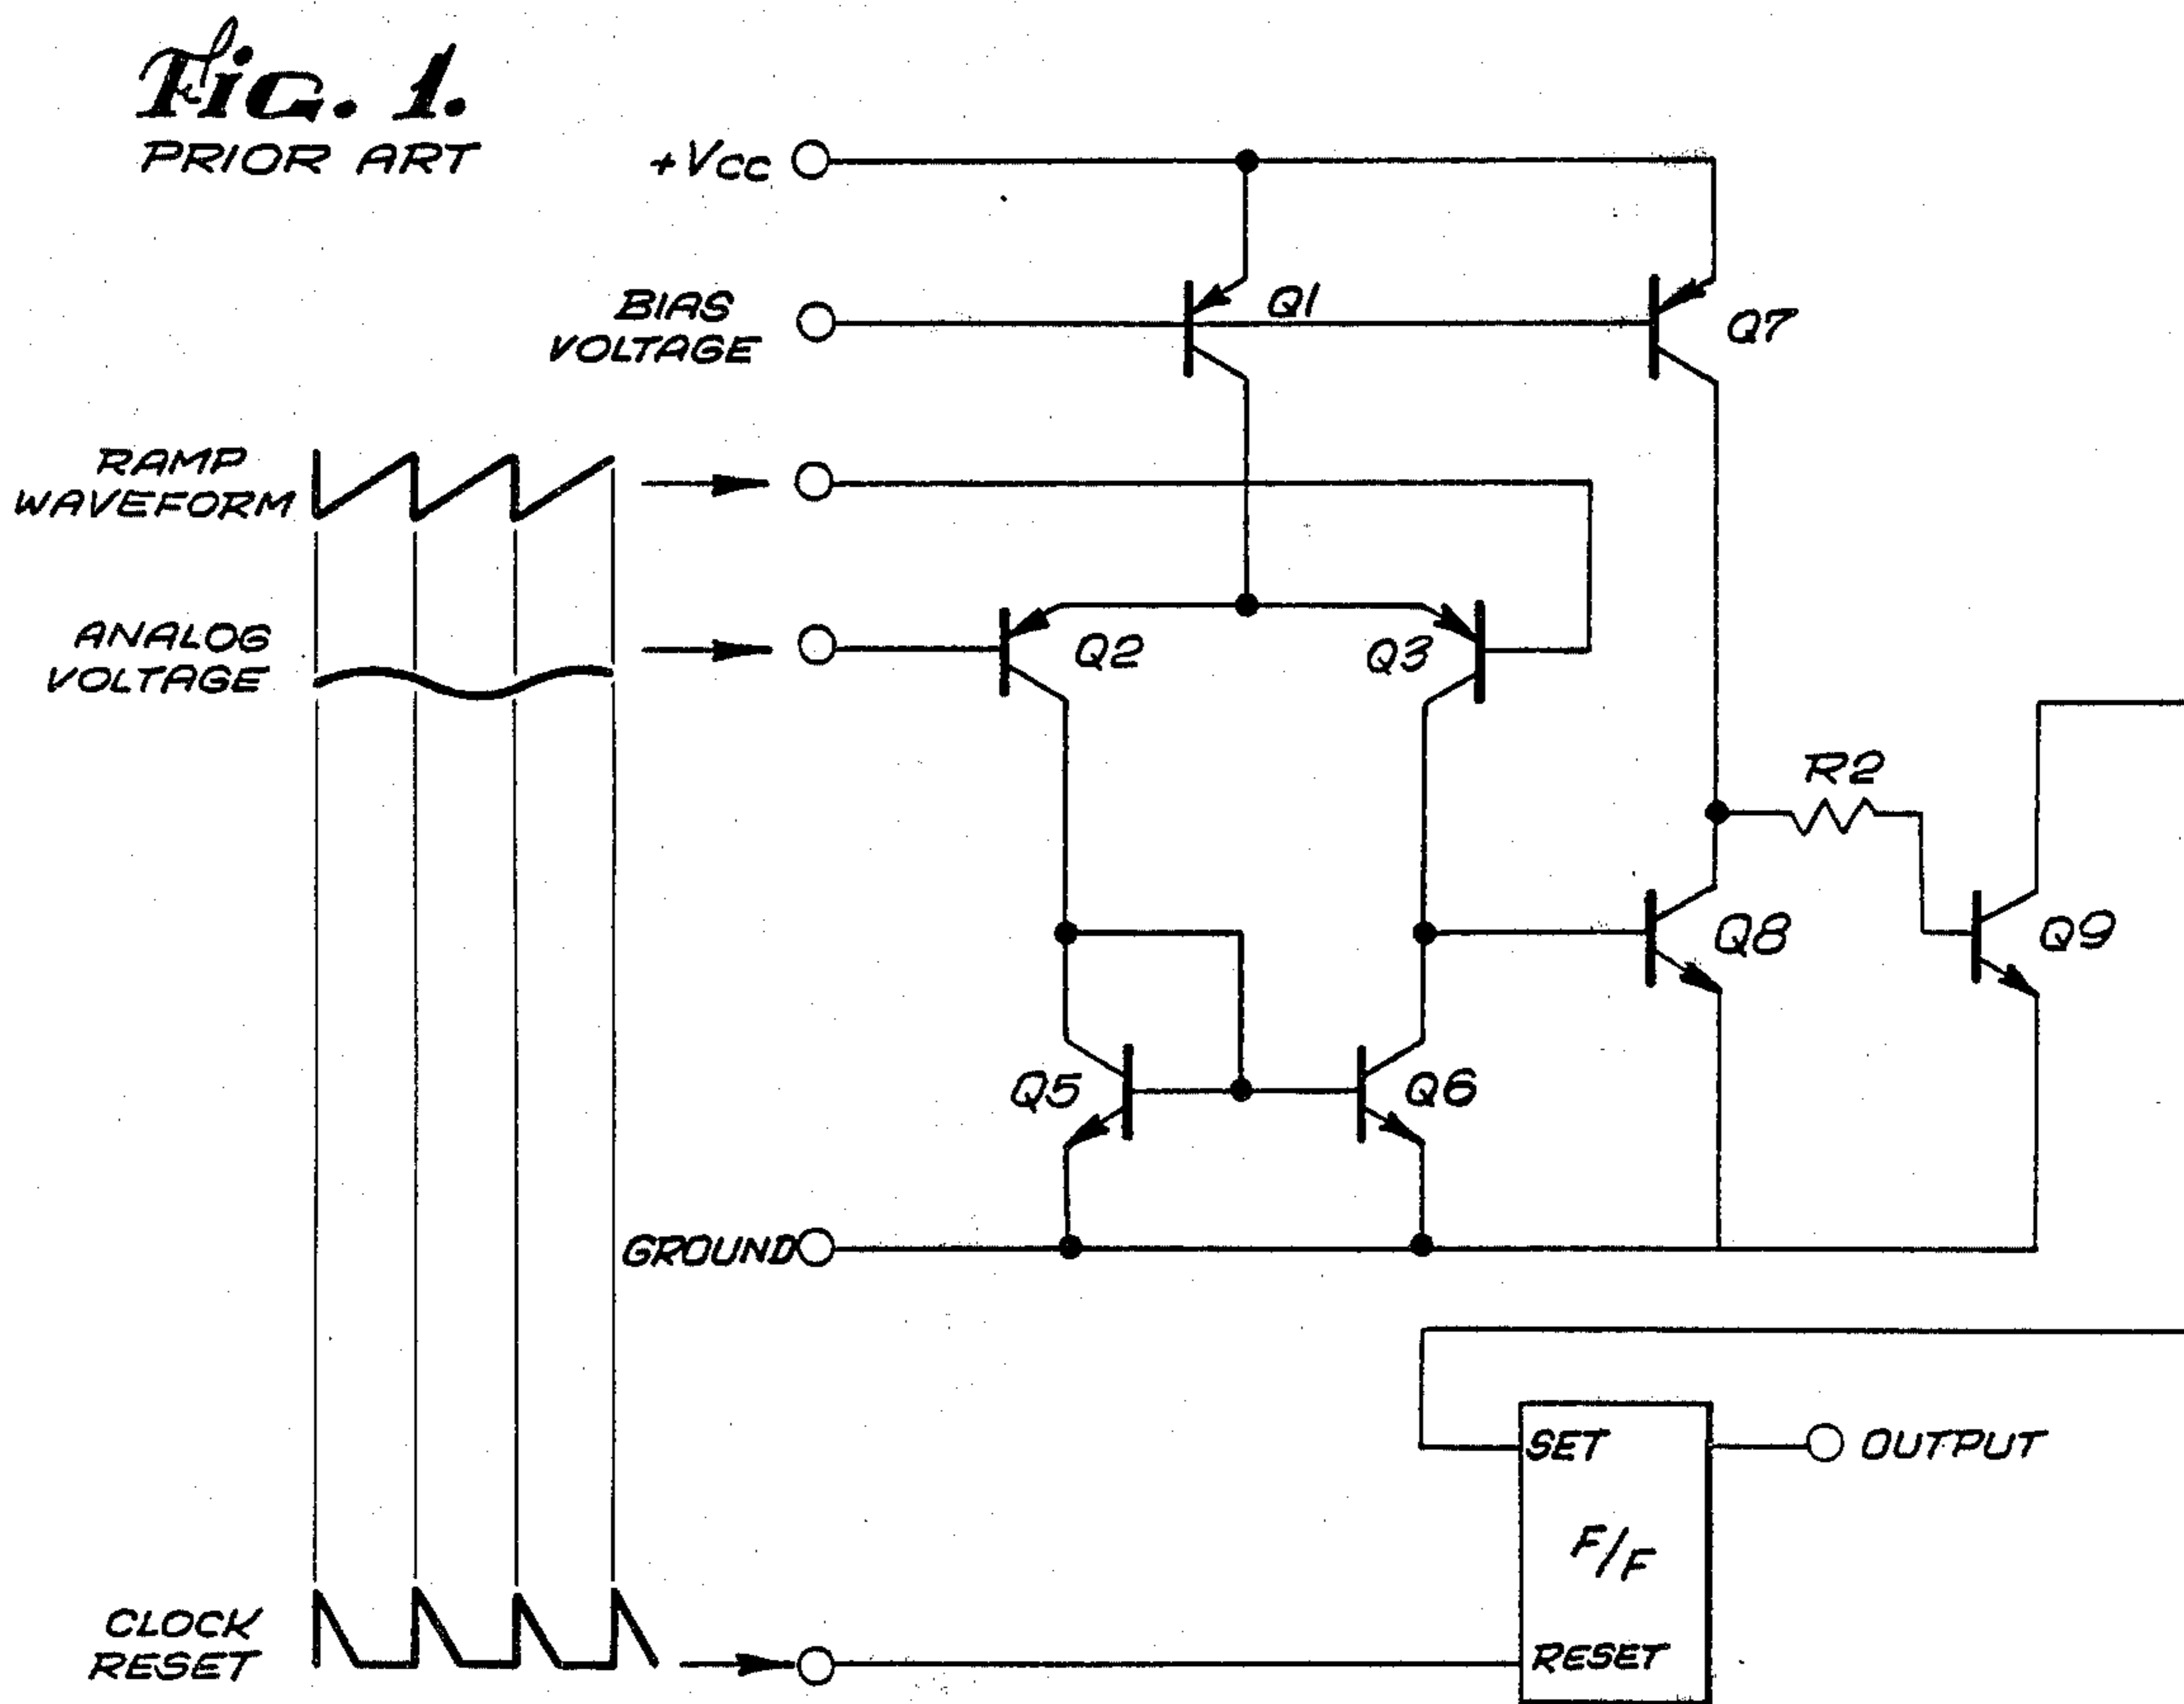 Fig. 1.
PRIOR ART
+Vcc
BIAS
VOLTAGE
Q1
Q7
RAMP
WAVEFORM
ANALOG
VOLTAGE
Q2
Q3
R2
Q8
Q9
Q5
Q6
GROUND
SET
OUTPUT
F/F
CLOCK
RESET
RESET